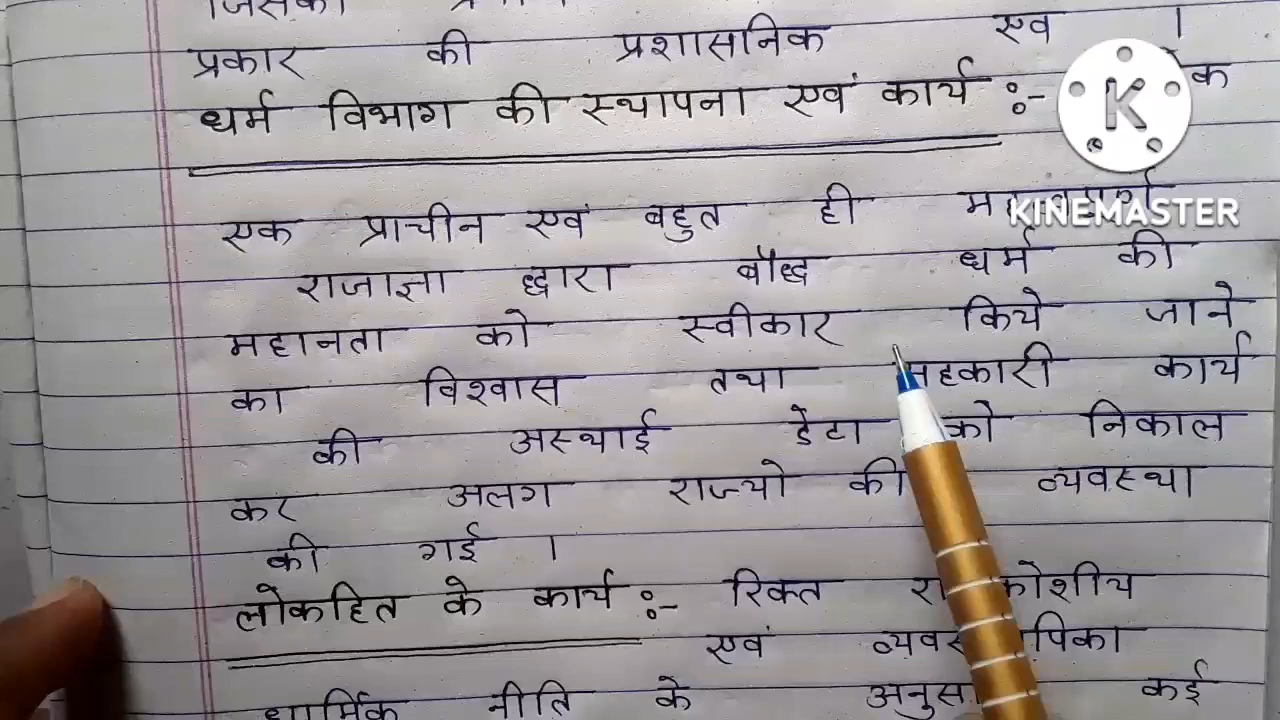 जिसका
प्रकार की प्रशासनिक एवं ।
धर्म विभाग की स्थापना एवं कार्य :-
एक प्राचीन एवं बहुत ही
KINEMASTER
राजाज्ञा द्धारा बौद्ध धर्म की
महानता को स्वीकार किये जाने
का विश्वास तथा सहकारी कार्य
की अस्थाई डेटा को निकाल
कर अलग राज्यो की व्यवस्था
की गई ।
लोकहित के कार्य :- रिक्त
एवं
धार्मिक नीति के कई